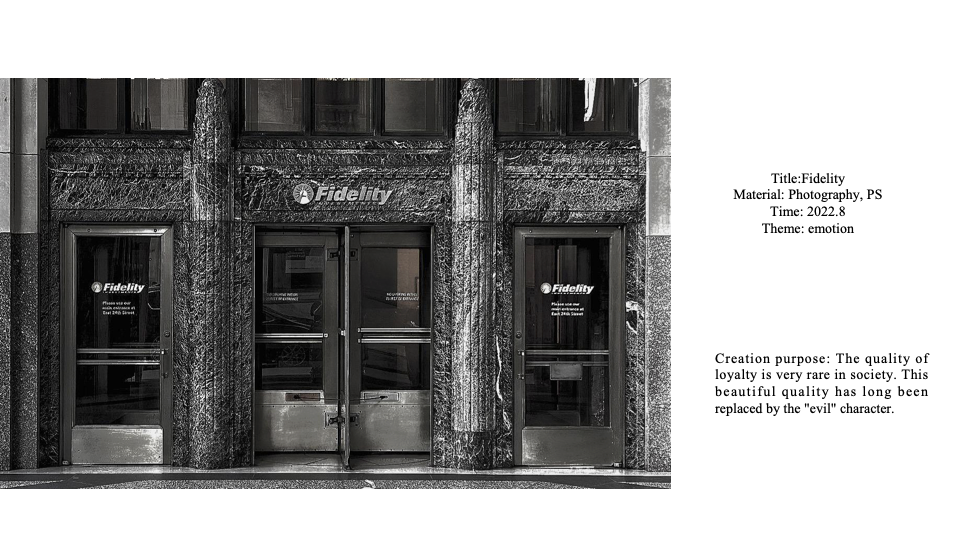 Fidelity
Fidelity
Please use our
main entrance at
East 24th Street
Fidelity
Please use our
main entrance at
East 24th Street
Title:Fidelity
Material: Photography, PS
Time: 2022.8
Theme: emotion
Creation purpose: The quality of
loyalty is very rare in society. This
beautiful quality has long been
replaced by the "evil" character.